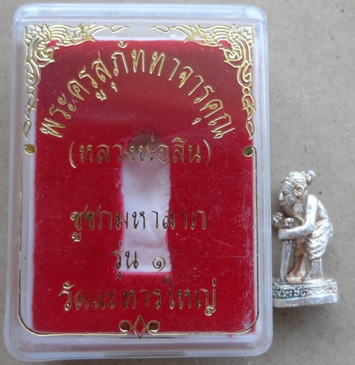 พระครูสุภัททาจารคุณ
(หลวงพ่อสิน)
ชูชกมหาลาภ
รุ่น ๑
วัดละหารใหญ่